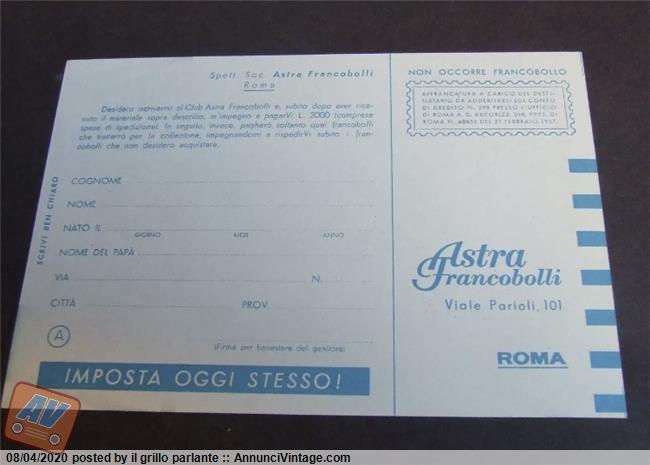 Spett. Soc. Astra Francobolli
Roma
Desidero iscrivermi al Club Astra Francobolli e, subito dopo aver rice-
vuto il materiale sopra descritto, m'impegno a pagarVi L. 2000 (comprese
spese di spedizione). In seguito, invece, pagherò soltanto quei francobolli
che tratterrò per la collezione, impegnandomi a rispedirVi subito i fran-
cobolli che non desidero acquistare.
SCRIVI BEN CHIARO
COGNOME
NOME
NATO IL
GIORNO MESE ANNO
NOME DEL PAPÀ
VIA N.
CITTÀ PROV.
A
(Firma per benestare del genitore)
IMPOSTA OGGI STESSO!
NON OCCORRE FRANCOBOLLO
AFFRANCATURA A CARICO DEL DESTI-
NATARIO DA ADDEBITARSI SUL CONTO
DI CREDITO N. 298 PRESSO L'UFFICIO
DI ROMA A. D. AUTORIZZ. DIR. PPTT. DI
ROMA N. 60811 DEL 27 FEBBRAIO, 1957.
Astra
Francobolli
Viale Parioli, 101
ROMA
AV
08/04/2020 posted by il grillo parlante :: AnnunciVintage.com